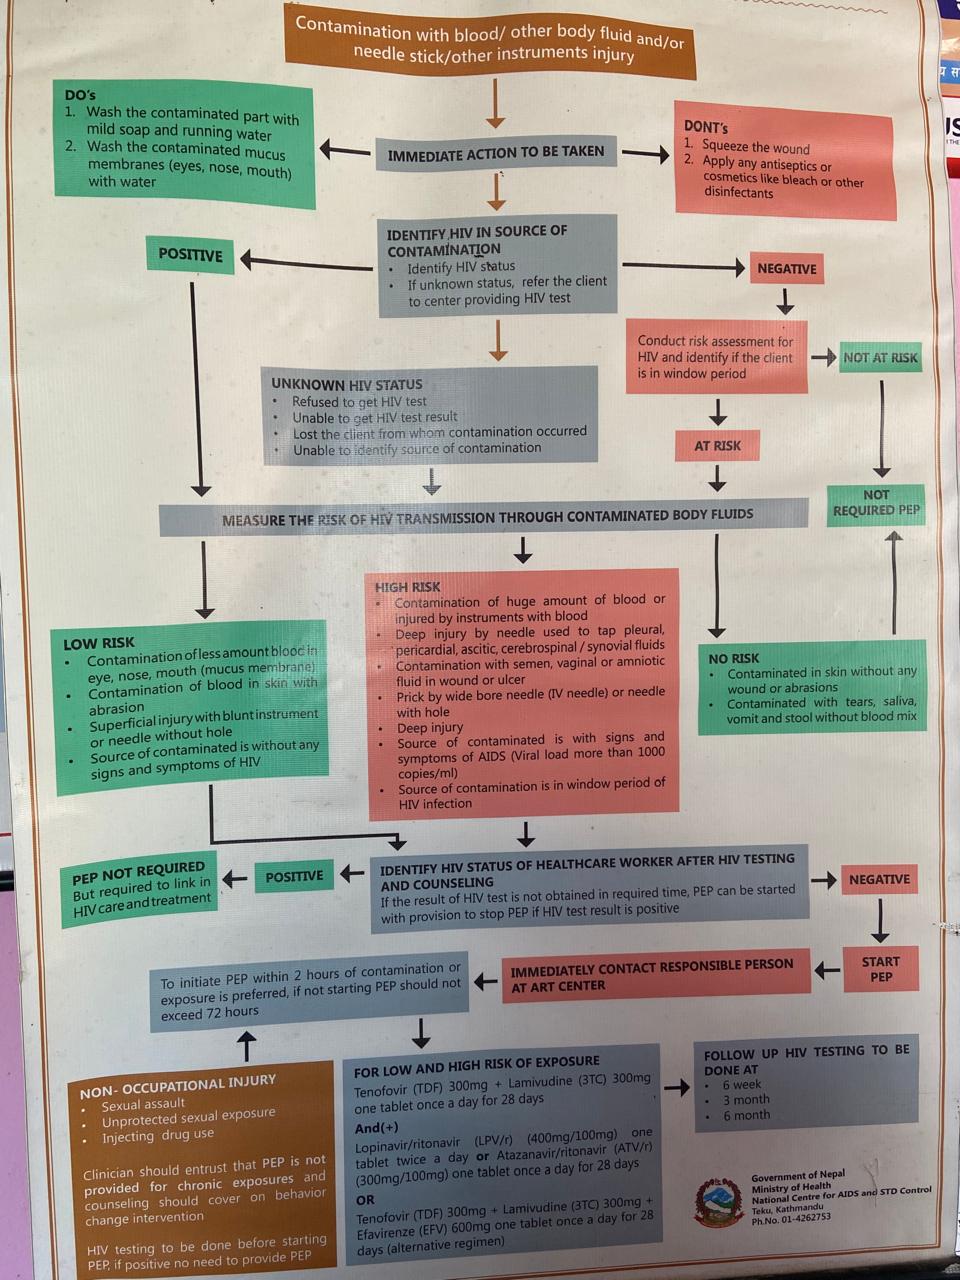 Contamination with blood/ other body fluid and/or
needle stick/other instruments injury
DO's
1. Wash the contaminated part with
mild soap and running water
2. Wash the contaminated mucus
membranes (eyes, nose, mouth)
with water
IMMEDIATE ACTION TO BE TAKEN
DONT's
1. Squeeze the wound
2. Apply any antiseptics or
cosmetics like bleach or other
disinfectants
IDENTIFY HIV IN SOURCE OF
CONTAMINATION
• Identify HIV status
• If unknown status, refer the client
to center providing HIV test
POSITIVE
NEGATIVE
Conduct risk assessment for
HIV and identify if the client
is in window period
NOT AT RISK
UNKNOWN HIV STATUS
• Refused to get HIV test
• Unable to get HIV test result
• Lost the client from whom contamination occurred
• Unable to identify source of contamination
AT RISK
NOT
REQUIRED PEP
MEASURE THE RISK OF HIV TRANSMISSION THROUGH CONTAMINATED BODY FLUIDS
LOW RISK
• Contamination of less amount blood in
eye, nose, mouth (mucus membrane)
• Contamination of blood in skin with
abrasion
• Superficial injury with blunt instrument
or needle without hole
• Source of contaminated is without any
signs and symptoms of HIV
HIGH RISK
• Contamination of huge amount of blood or
injured by instruments with blood
• Deep injury by needle used to tap pleural,
pericardial, ascitic, cerebrospinal / synovial fluids
• Contamination with semen, vaginal or amniotic
fluid in wound or ulcer
• Prick by wide bore needle (IV needle) or needle
with hole
• Deep injury
• Source of contaminated is with signs and
symptoms of AIDS (Viral load more than 1000
copies/ml)
• Source of contamination is in window period of
HIV infection
NO RISK
• Contaminated in skin without any
wound or abrasions
• Contaminated with tears, saliva,
vomit and stool without blood mix
IDENTIFY HIV STATUS OF HEALTHCARE WORKER AFTER HIV TESTING
AND COUNSELING
If the result of HIV test is not obtained in required time, PEP can be started
with provision to stop PEP if HIV test result is positive
POSITIVE
PEP NOT REQUIRED
But required to link in
HIV care and treatment
NEGATIVE
START
PEP
IMMEDIATELY CONTACT RESPONSIBLE PERSON
AT ART CENTER
To initiate PEP within 2 hours of contamination or
exposure is preferred, if not starting PEP should not
exceed 72 hours
NON- OCCUPATIONAL INJURY
• Sexual assault
• Unprotected sexual exposure
• Injecting drug use
Clinician should entrust that PEP is not
provided for chronic exposures and
counseling should cover on behavior
change intervention
HIV testing to be done before starting
PEP, if positive no need to provide PEP
FOR LOW AND HIGH RISK OF EXPOSURE
Tenofovir (TDF) 300mg + Lamivudine (3TC) 300mg
one tablet once a day for 28 days
And(+)
Lopinavir/ritonavir (LPV/r) (400mg/100mg) one
tablet twice a day or Atazanavir/ritonavir (ATV/r)
(300mg/100mg) one tablet once a day for 28 days
OR
Tenofovir (TDF) 300mg + Lamivudine (3TC) 300mg +
Efavirenze (EFV) 600mg one tablet once a day for 28
days (alternative regimen)
FOLLOW UP HIV TESTING TO BE
DONE AT
• 6 week
• 3 month
• 6 month
Government of Nepal
Ministry of Health
National Centre for AIDS and STD Control
Teku, Kathmandu
Ph.No. 01-4262753